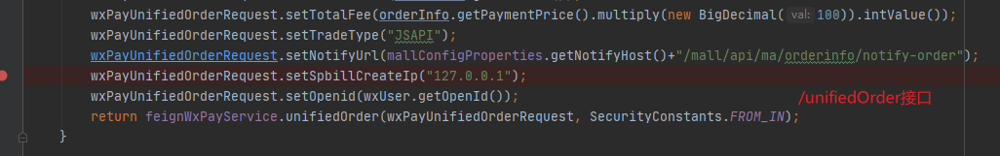 wxPayUnifiedOrderRequest.setTotalFee(orderInfo.getPaymentPrice().multiply(new BigDecimal( val: 100)).intValue());
wxPayUnifiedOrderRequest.setTradeType("JSAPI");
wxPayUnifiedOrderRequest.setNotifyUrl(mallConfigProperties.getNotifyHost()+"/mall/api/ma/orderinfo/notify-order");
wxPayUnifiedOrderRequest.setSpbillCreateIp("127.0.0.1");
wxPayUnifiedOrderRequest.setOpenid(wxUser.getOpenId());
/unifiedOrder接口
return feignWxPayService.unifiedOrder(wxPayUnifiedOrderRequest, SecurityConstants.FROM_IN);
}